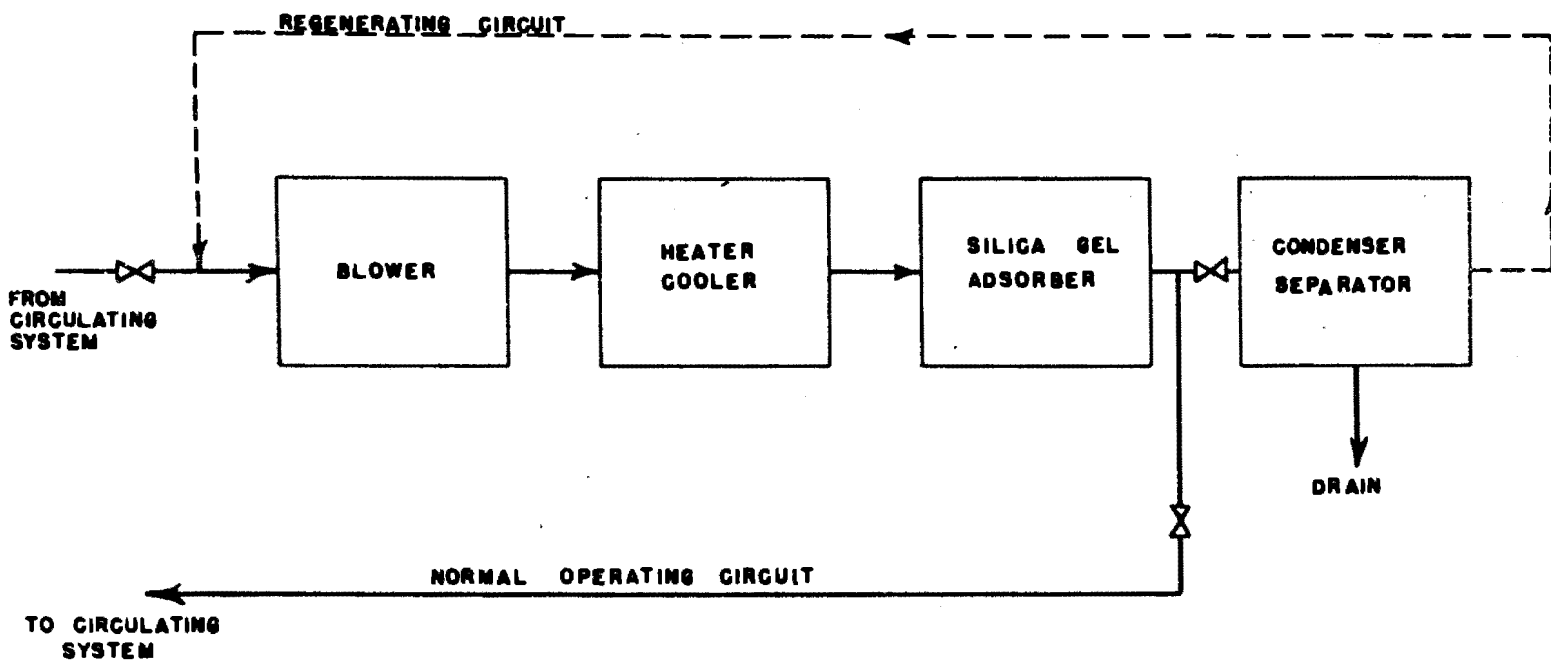 REGENERATING CIRCUIT
BLOWER
HEATER
COOLER
SILICA GEL
ADSORBER
CONDENSER
SEPARATOR
FROM
CIRCULATING
SYSTEM
DRAIN
NORMAL OPERATING CIRCUIT
TO CIRCULATING
SYSTEM